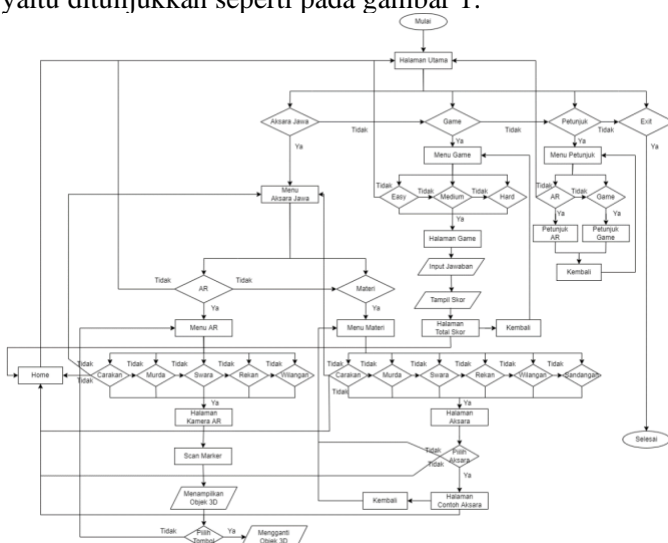 yaitu ditunjukkan seperti pada gambar 1.
Mulai
Halaman Utama
Aksara Jawa
Tidak
Game
Tidak
Petunjuk
Tidak
Exit
Ya
Ya
Ya
Ya
Menu
Aksara Jawa
Menu Game
Menu Petunjuk
Tidak
Easy
Tidak
Medium
Tidak
Hard
Tidak
AR
Tidak
Game
Ya
Ya
Ya
Halaman Game
Petunjuk
AR
Petunjuk
Game
Input Jawaban
Kembali
Tidak
AR
Tidak
Materi
Tampil Skor
Ya
Ya
Menu AR
Menu Materi
Halaman
Total Skor
Kembali
Home
Tidak
Tidak
Carakan
Tidak
Murda
Tidak
Swara
Tidak
Rekan
Tidak
Wilangan
Tidak
Tidak
Carakan
Tidak
Murda
Tidak
Swara
Tidak
Rekan
Tidak
Wilangan
Tidak
Sandangan
Ya
Ya
Halaman
Kamera AR
Halaman
Aksara
Scan Marker
Tidak
Tidak
Pilih
Aksara
Ya
Selesai
Menampilkan
Objek 3D
Kembali
Halaman
Contoh Aksara
Tidak
Pilih
Tombol
Ya
Mengganti
Objek 3D